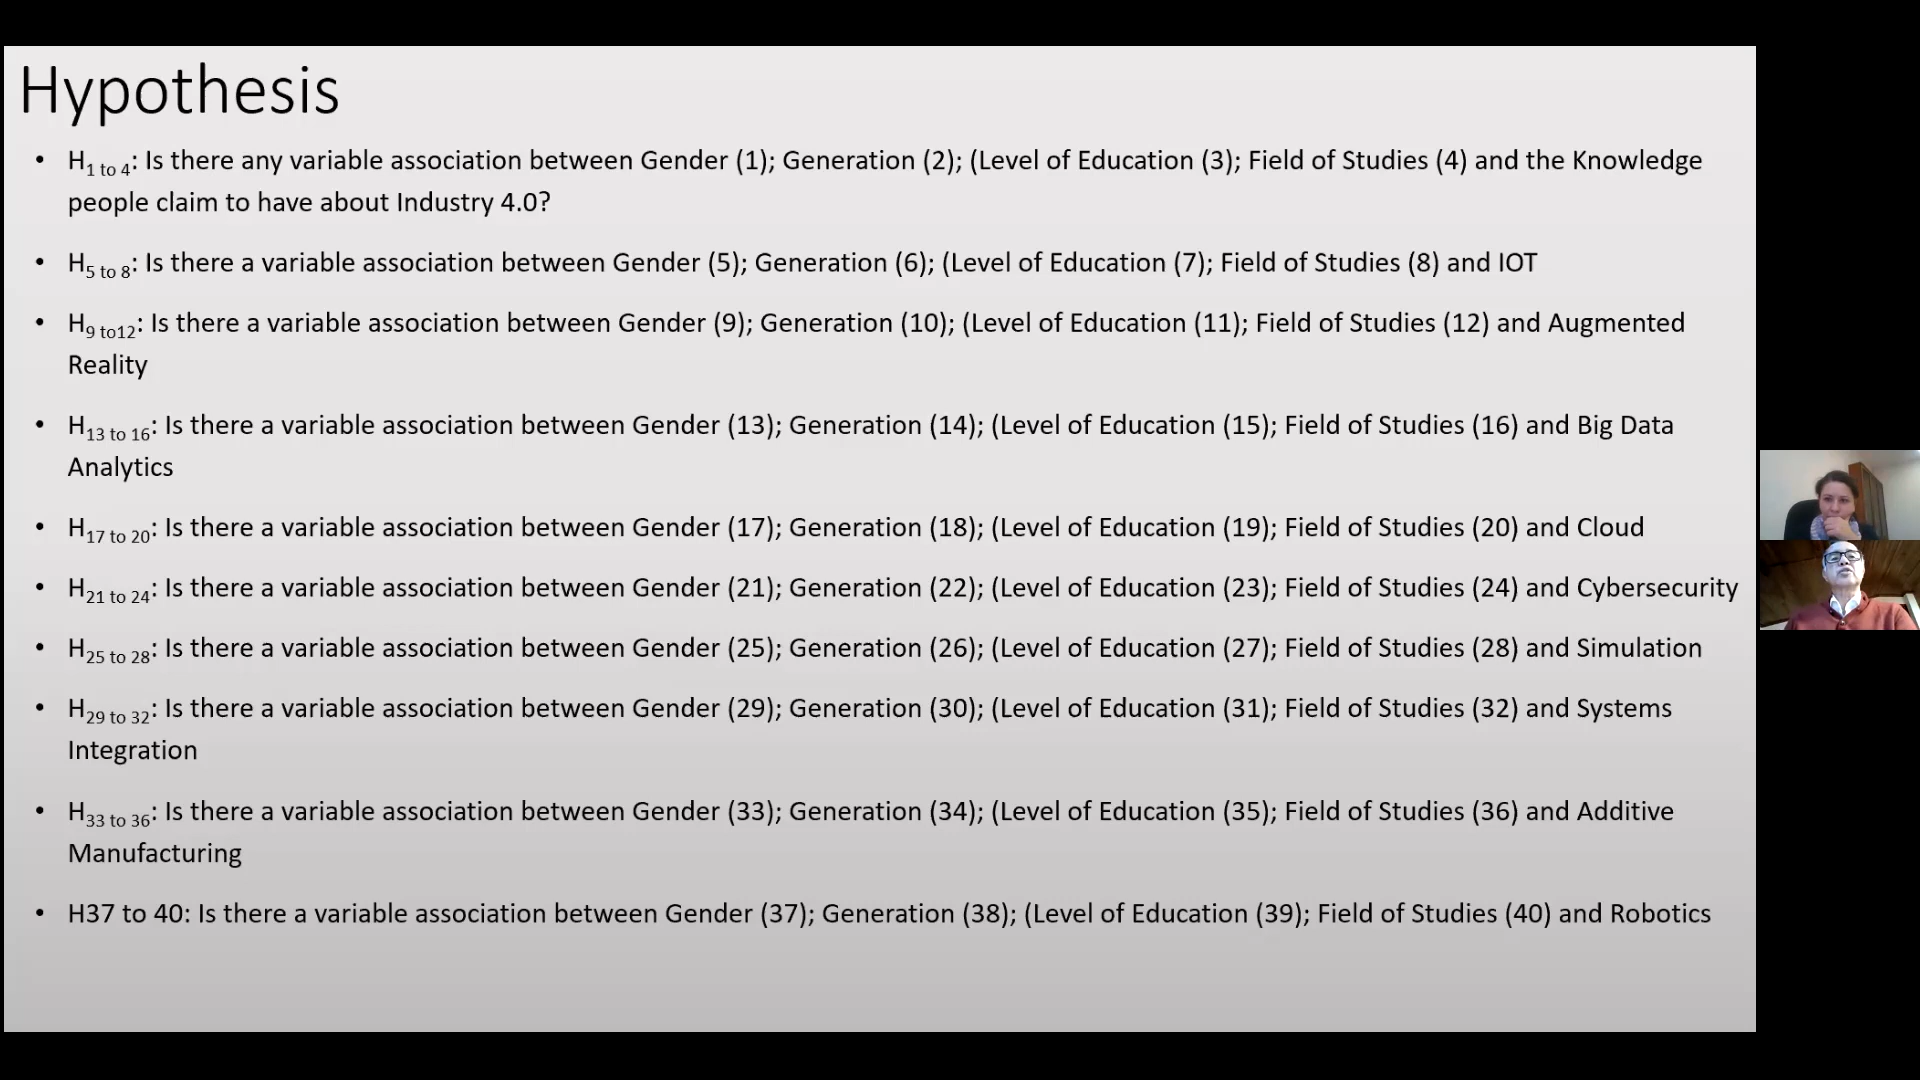 Hypothesis
• H1 to 4: Is there any variable association between Gender (1); Generation (2); (Level of Education (3); Field of Studies (4) and the Knowledge
people claim to have about Industry 4.0?
• H5 to 8: Is there a variable association between Gender (5); Generation (6); (Level of Education (7); Field of Studies (8) and IOT
• H9 to12: Is there a variable association between Gender (9); Generation (10); (Level of Education (11); Field of Studies (12) and Augmented
Reality
• H13 to 16: Is there a variable association between Gender (13); Generation (14); (Level of Education (15); Field of Studies (16) and Big Data
Analytics
• H17 to 20: Is there a variable association between Gender (17); Generation (18); (Level of Education (19); Field of Studies (20) and Cloud
• H21 to 24: Is there a variable association between Gender (21); Generation (22); (Level of Education (23); Field of Studies (24) and Cybersecurity
• H25 to 28: Is there a variable association between Gender (25); Generation (26); (Level of Education (27); Field of Studies (28) and Simulation
• H29 to 32: Is there a variable association between Gender (29); Generation (30); (Level of Education (31); Field of Studies (32) and Systems
Integration
• H33 to 36: Is there a variable association between Gender (33); Generation (34); (Level of Education (35); Field of Studies (36) and Additive
Manufacturing
• H37 to 40: Is there a variable association between Gender (37); Generation (38); (Level of Education (39); Field of Studies (40) and Robotics